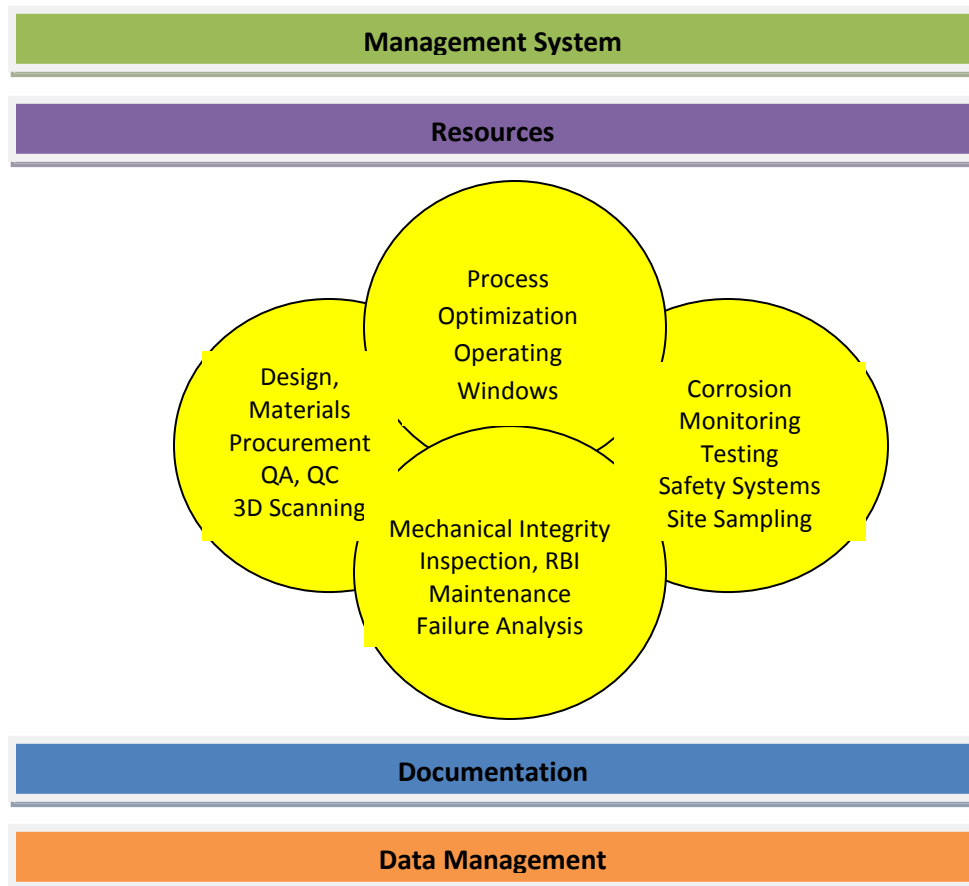 Management System
Resources
Process
Optimization
Operating
Windows
Design,
Materials
Procurement
QA, QC
3D Scanning
Corrosion
Monitoring
Testing
Safety Systems
Site Sampling
Mechanical Integrity
Inspection, RBI
Maintenance
Failure Analysis
Documentation
Data Management